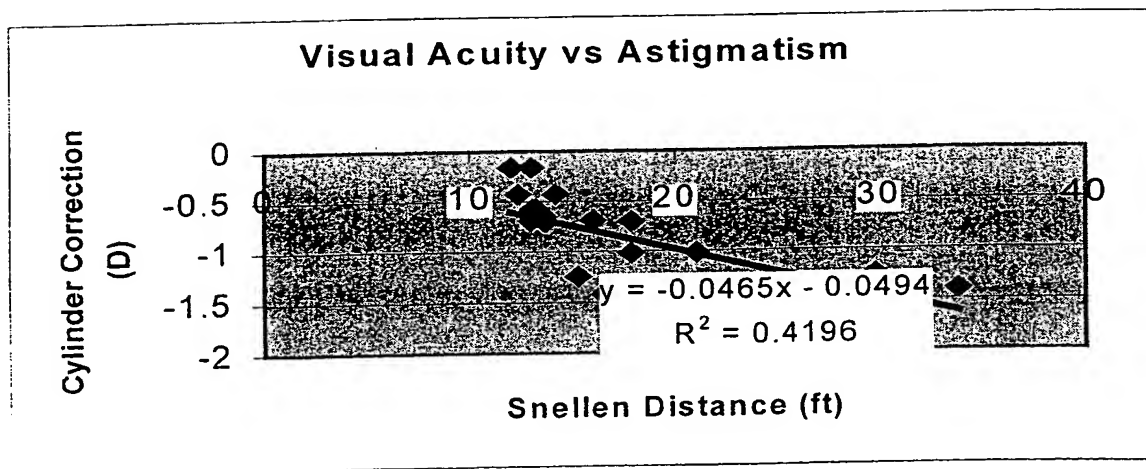 Visual Acuity vs Astigmatism
Cylinder Correction
(D)
0
-0.5
-1
-1.5
-2
0 10 20 30 40
y = -0.0465x - 0.0494
R² = 0.4196
Snellen Distance (ft)